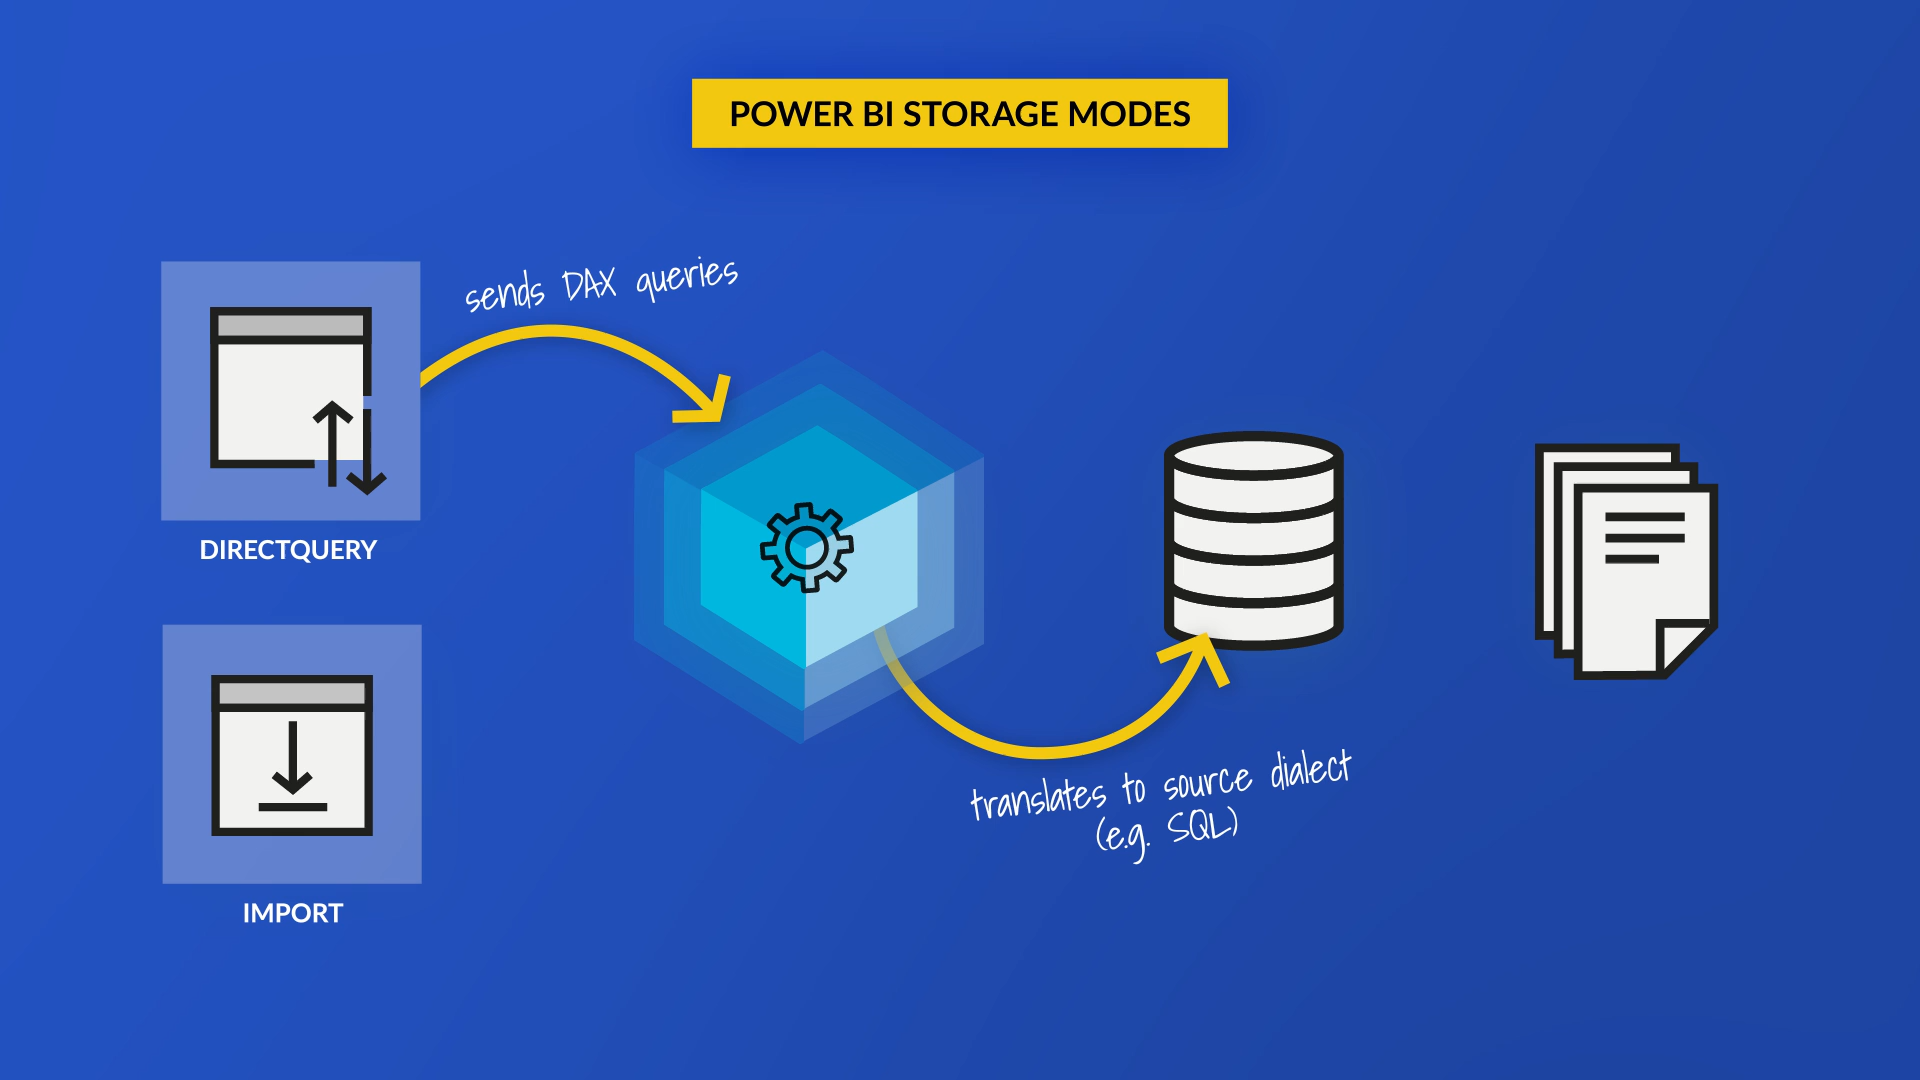 POWER BI STORAGE MODES
sends DAX queries
DIRECTQUERY
translates to source dialect
(e.g. SQL)
IMPORT